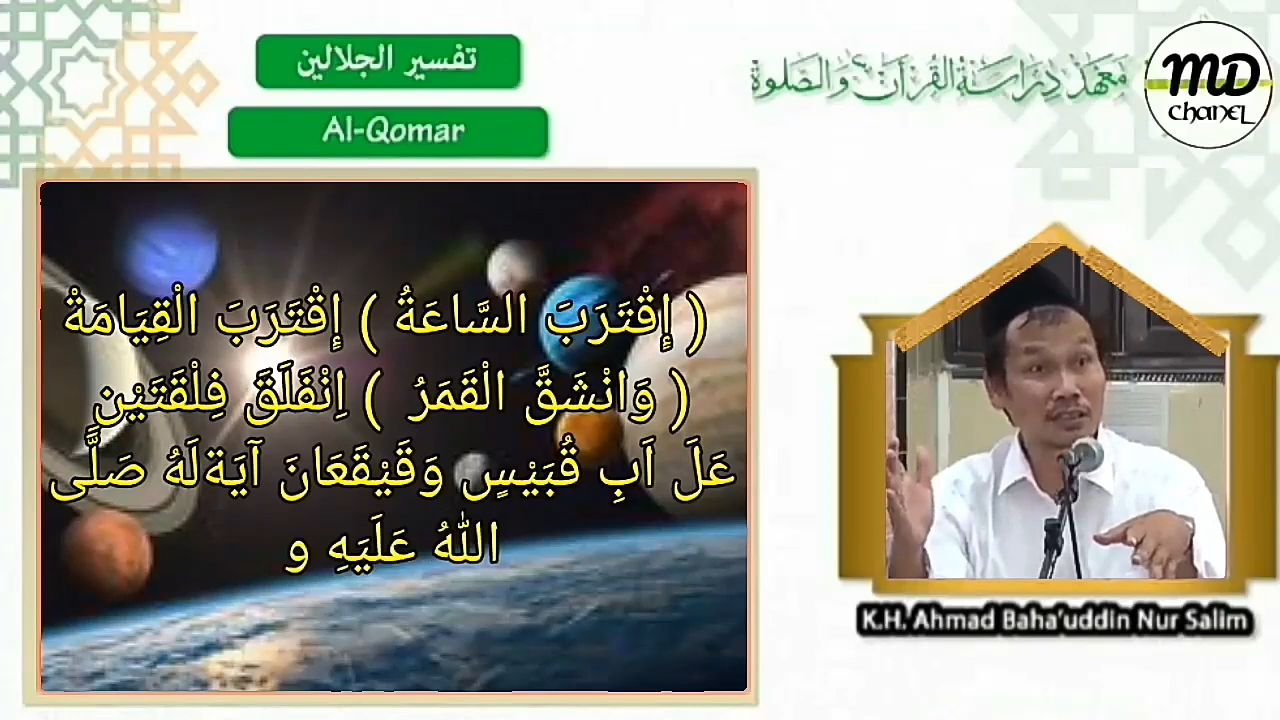 تفسير الجلالين
Al-Qomar
معهد دراسة القرآن والصلوة
MD
chanel
( إِقْتَرَبَ السَّاعَةُ ) إِقْتَرَبَ الْقِيَامَةْ
( وَانْشَقَّ الْقَمَرُ ) اِنْفَلَقَ فِلْقَتَيْنِ
عَلَ اَبِ قُبَيْسٍ وَقَيْقَعَانَ آيَةلَهُ صَلَّى
اللهُ عَلَيَهِ و
K.H. Ahmad Baha'uddin Nur Salim